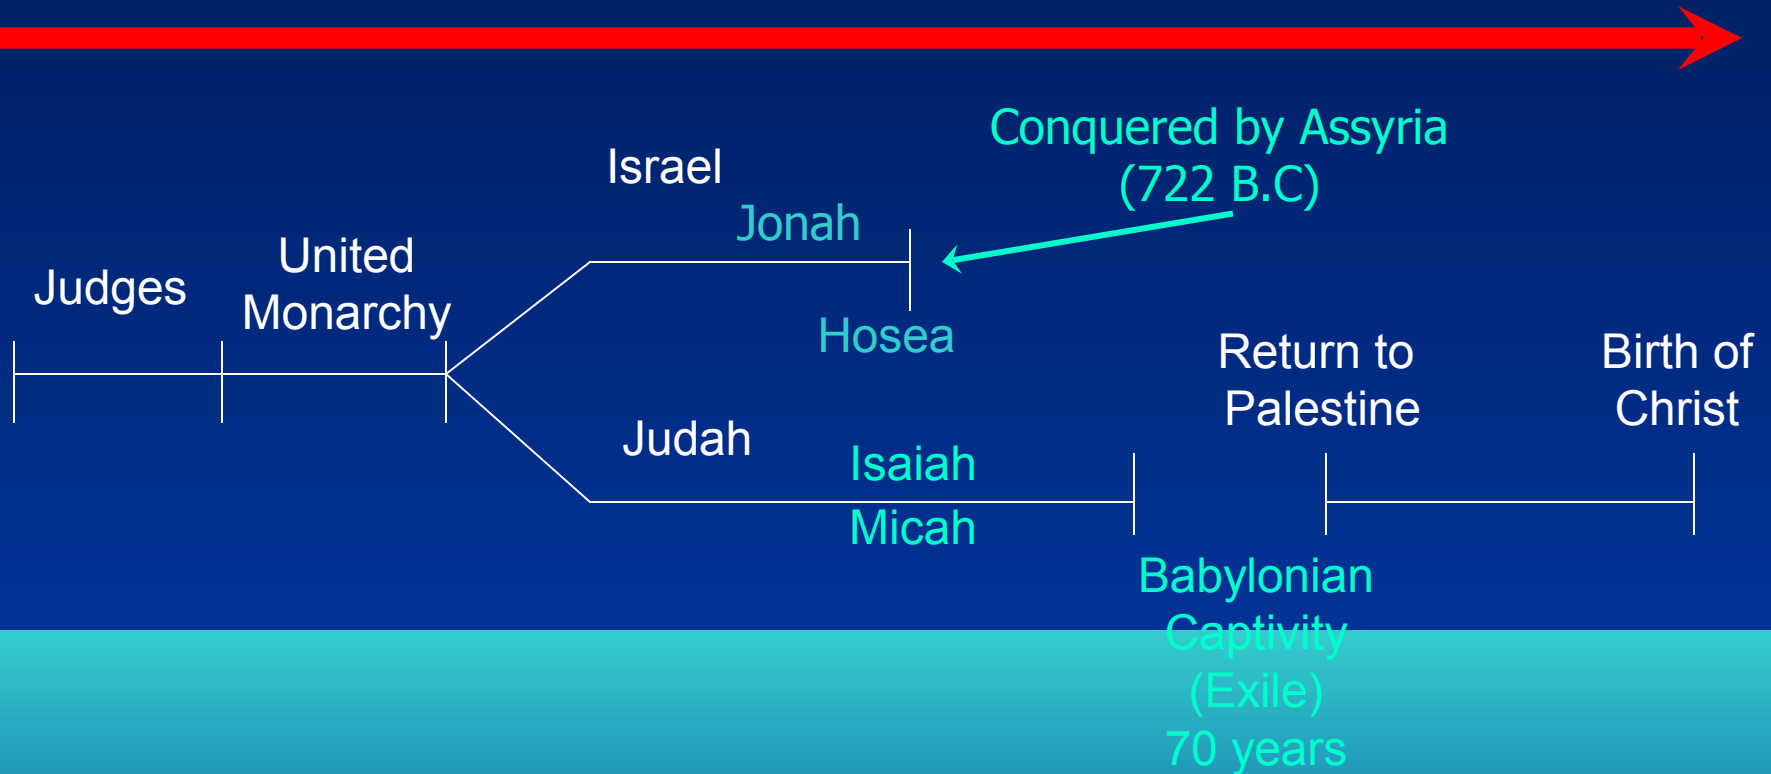 Conquered by Assyria
(722 B.C)
Israel
Jonah
United
Monarchy
Judges
Hosea
Return to
Palestine
Birth of
Christ
Judah
Isaiah
Micah
Babylonian
Captivity
(Exile)
70 years